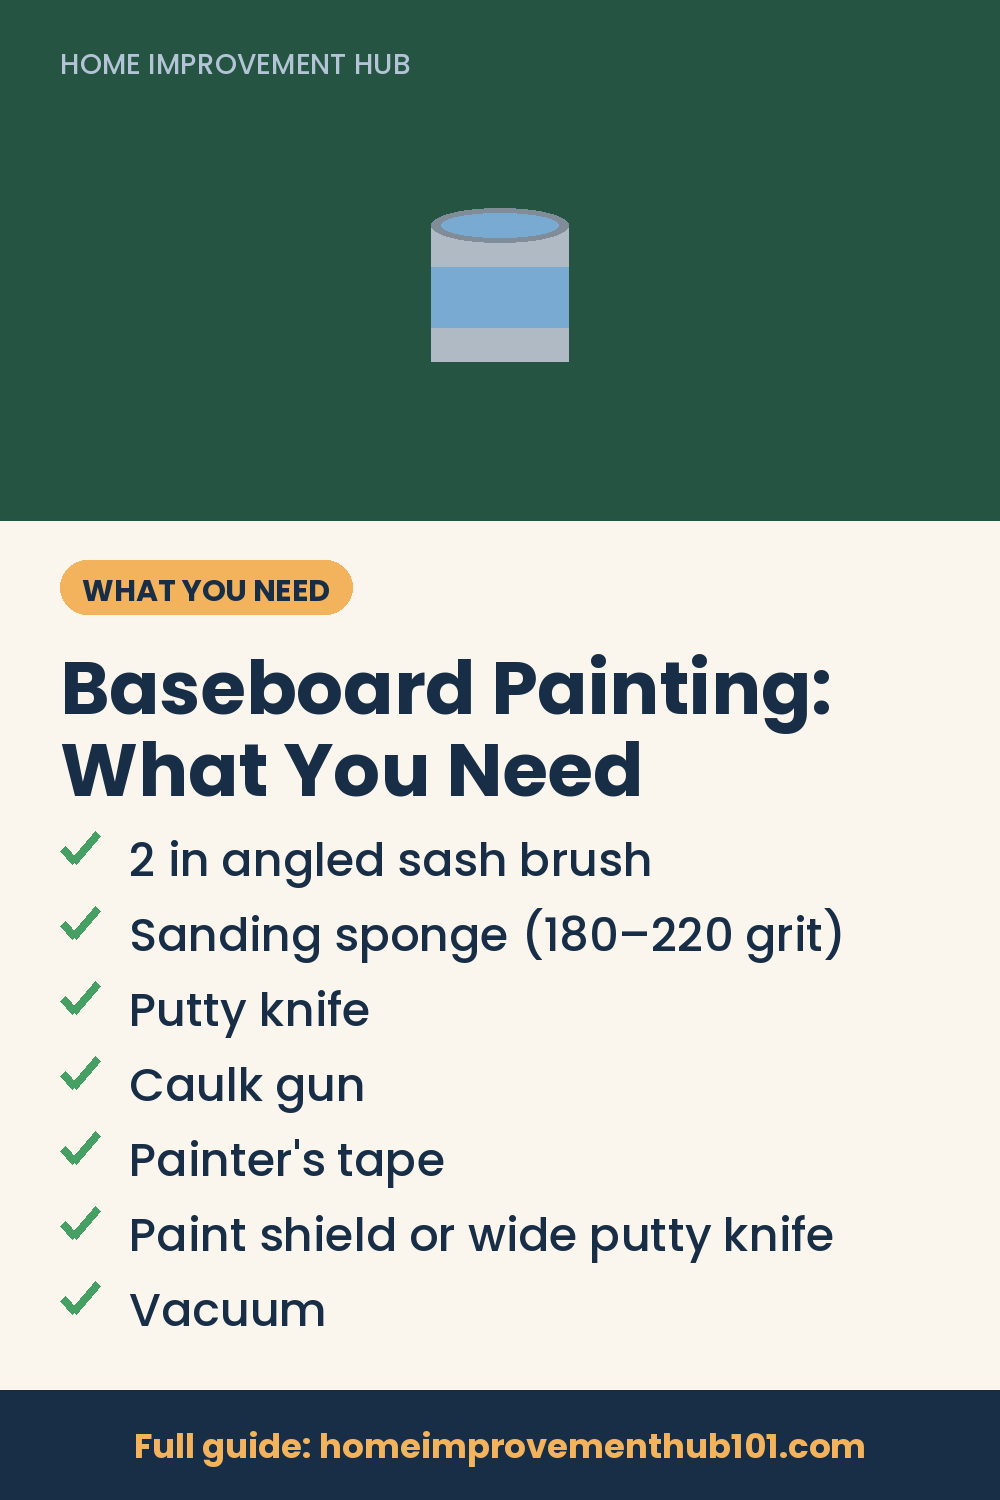 HOME IMPROVEMENT HUB
WHAT YOU NEED
Baseboard Painting:
What You Need
2 in angled sash brush
Sanding sponge (180–220 grit)
Putty knife
Caulk gun
Painter's tape
Paint shield or wide putty knife
Vacuum
Full guide: homeimprovementhub101.com